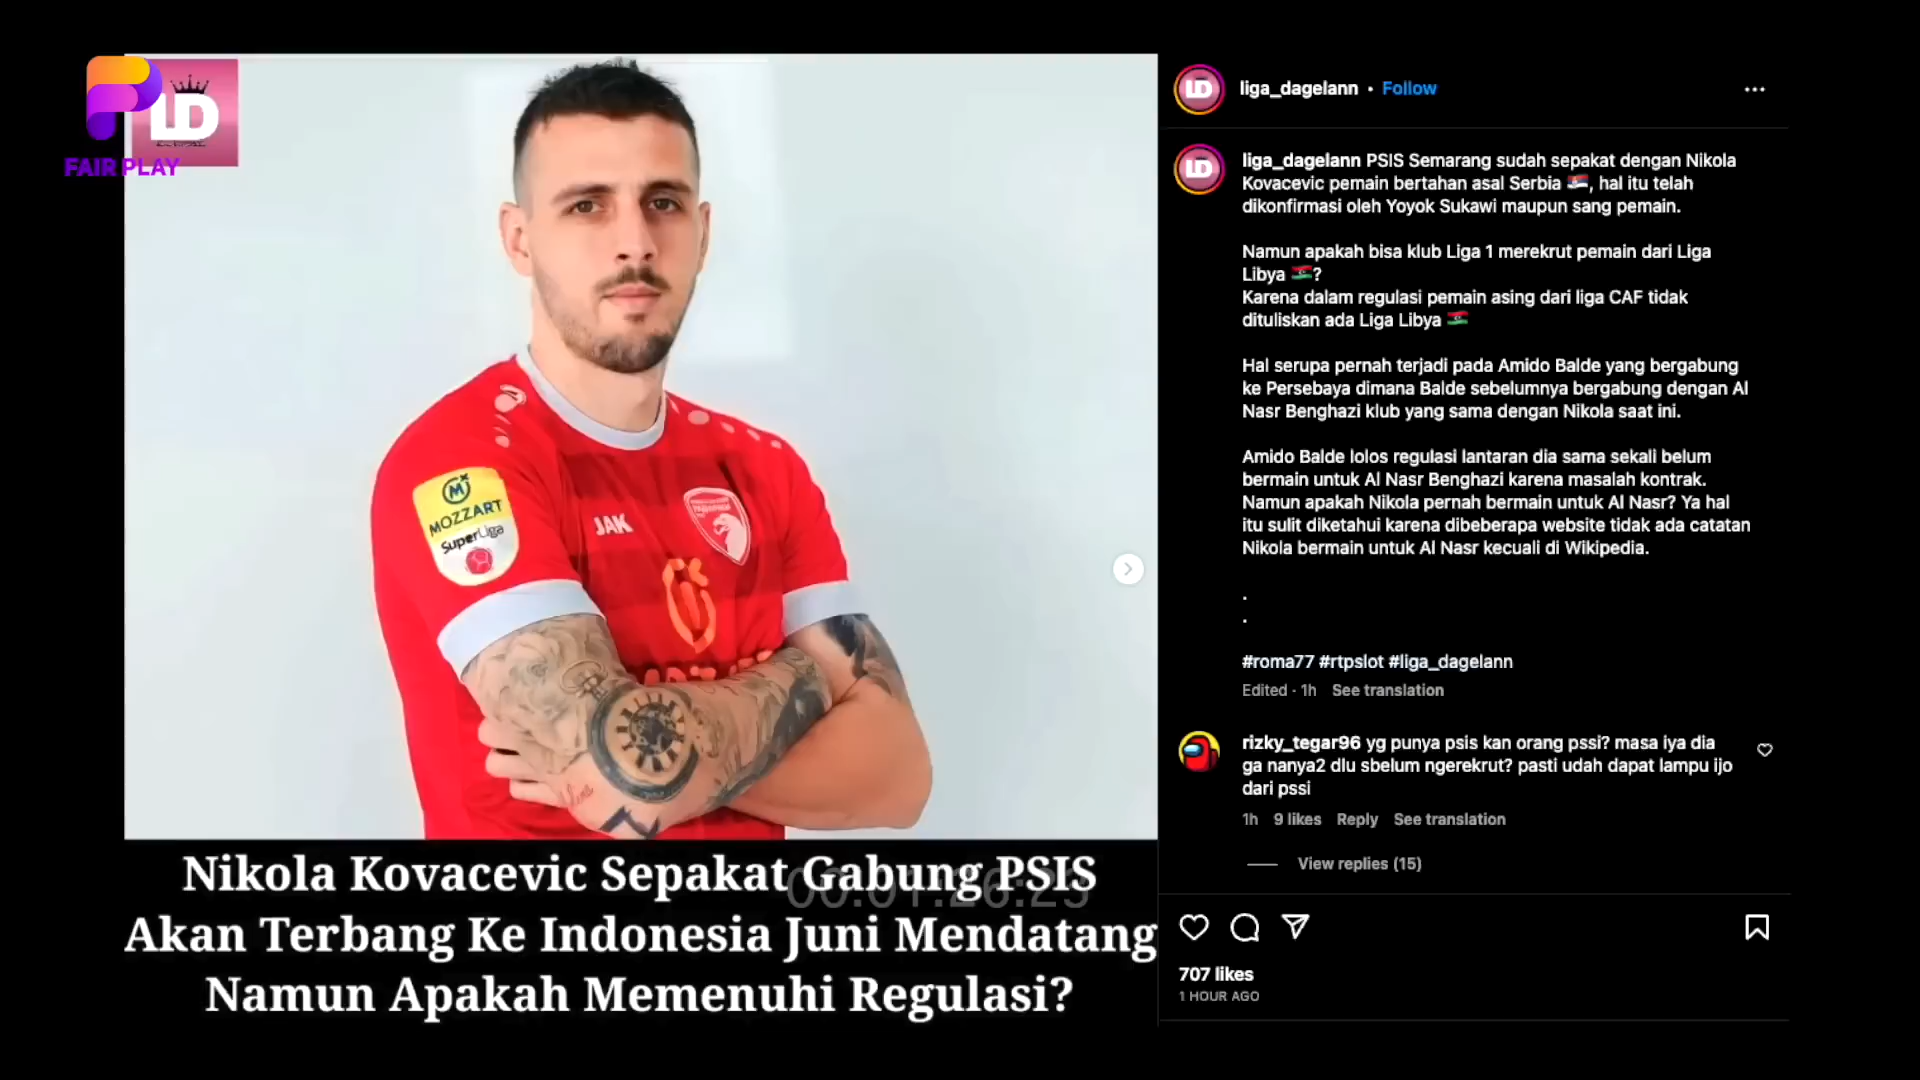 LD
FAIR PLAY
MOZZART
SuperLiga
JAK
Nikola Kovacevic Sepakat Gabung PSIS
00:01:26:23
Akan Terbang Ke Indonesia Juni Mendatang
Namun Apakah Memenuhi Regulasi?
LD
liga_dagelann • Follow
LD
liga_dagelann PSIS Semarang sudah sepakat dengan Nikola
Kovacevic pemain bertahan asal Serbia 🇷🇸, hal itu telah
dikonfirmasi oleh Yoyok Sukawi maupun sang pemain.
Namun apakah bisa klub Liga 1 merekrut pemain dari Liga
Libya 🇱🇾?
Karena dalam regulasi pemain asing dari liga CAF tidak
dituliskan ada Liga Libya 🇱🇾
Hal serupa pernah terjadi pada Amido Balde yang bergabung
ke Persebaya dimana Balde sebelumnya bergabung dengan Al
Nasr Benghazi klub yang sama dengan Nikola saat ini.
Amido Balde lolos regulasi lantaran dia sama sekali belum
bermain untuk Al Nasr Benghazi karena masalah kontrak.
Namun apakah Nikola pernah bermain untuk Al Nasr? Ya hal
itu sulit diketahui karena dibeberapa website tidak ada catatan
Nikola bermain untuk Al Nasr kecuali di Wikipedia.
.
.
#roma77 #rtpslot #liga_dagelann
Edited · 1h See translation
rizky_tegar96 yg punya psis kan orang pssi? masa iya dia
ga nanya2 dlu sbelum ngerekrut? pasti udah dapat lampu ijo
dari pssi
1h 9 likes Reply See translation
View replies (15)
707 likes
1 HOUR AGO